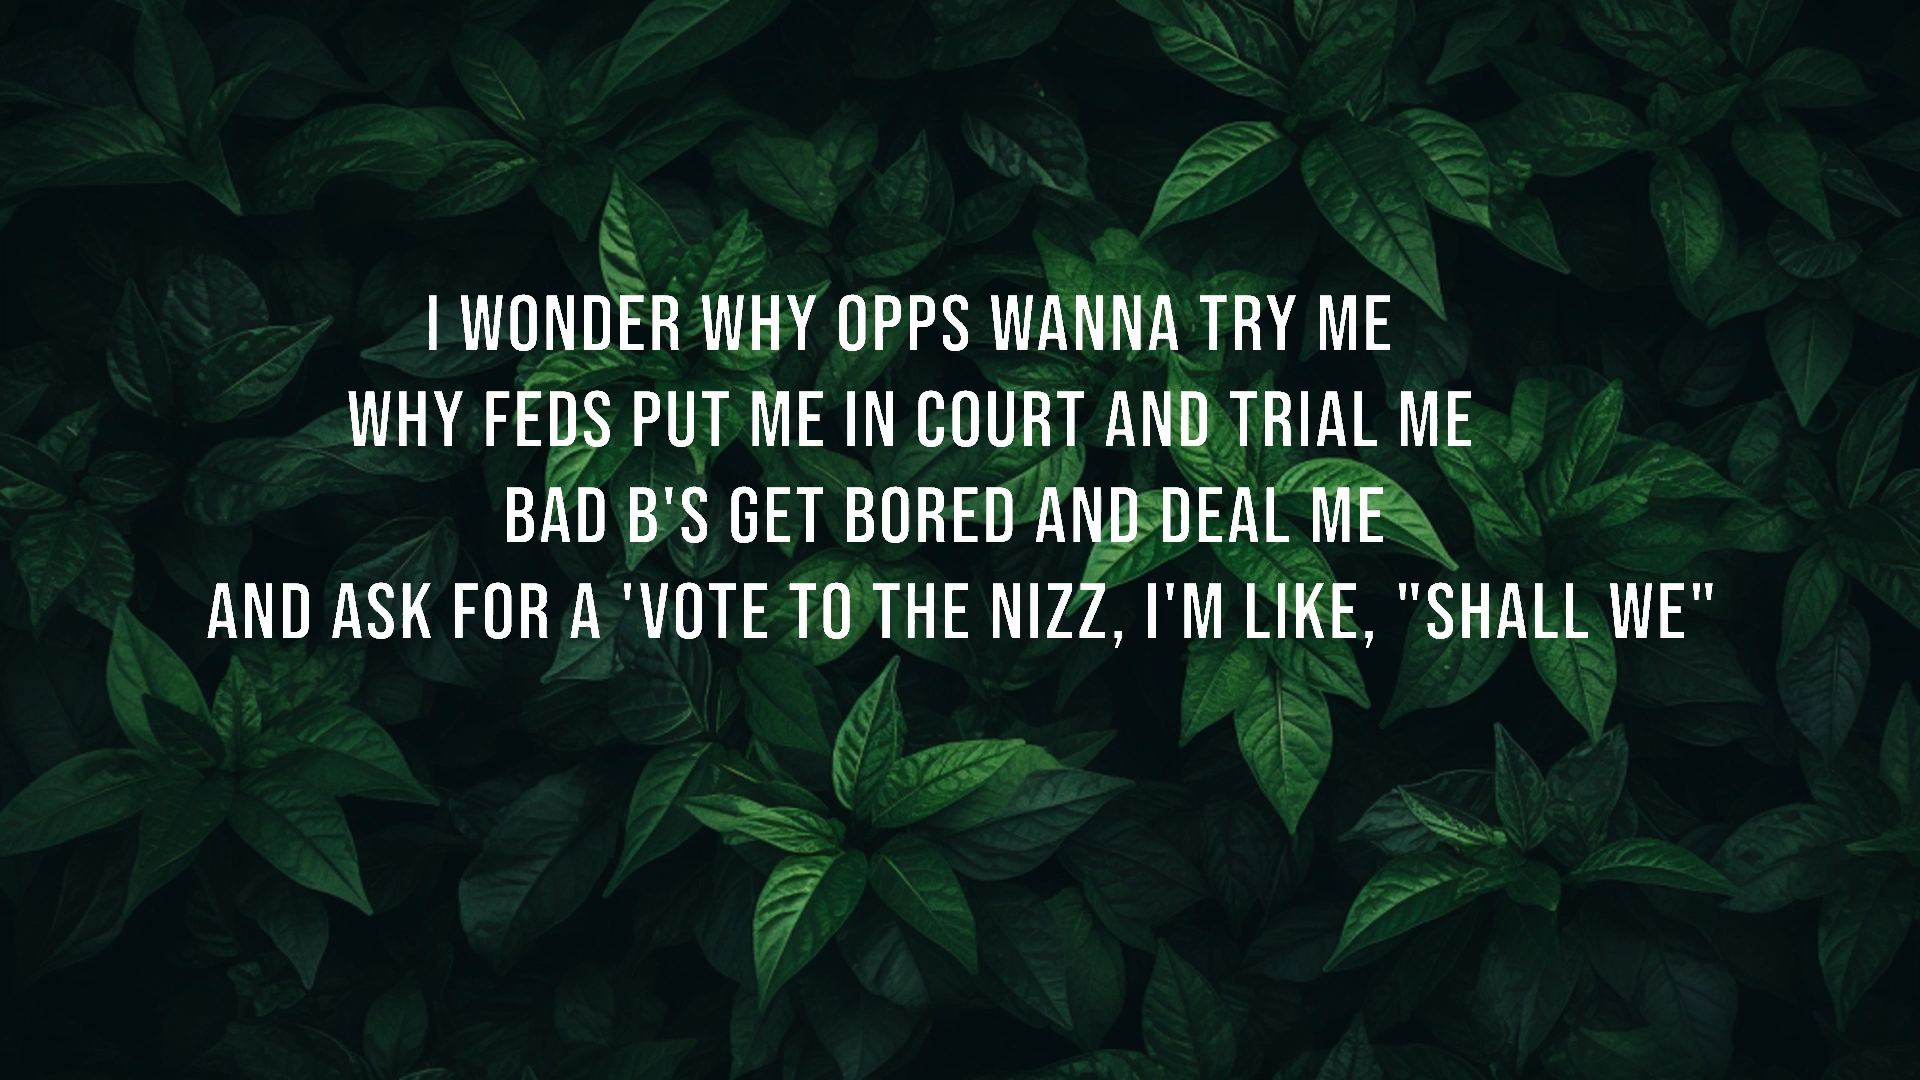 I WONDER WHY OPPS WANNA TRY ME
WHY FEDS PUT ME IN COURT AND TRIAL ME
BAD B'S GET BORED AND DEAL ME
AND ASK FOR A 'VOTE TO THE NIZZ, I'M LIKE, "SHALL WE"